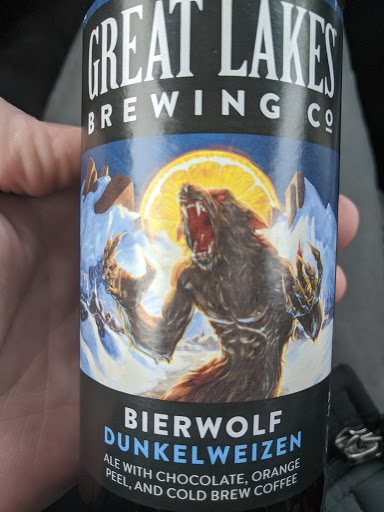 GREAT LAKES
BREWING Cº
BIERWOLF
DUNKELWEIZEN
ALE WITH CHOCOLATE, ORANGE
PEEL, AND COLD BREW COFFEE